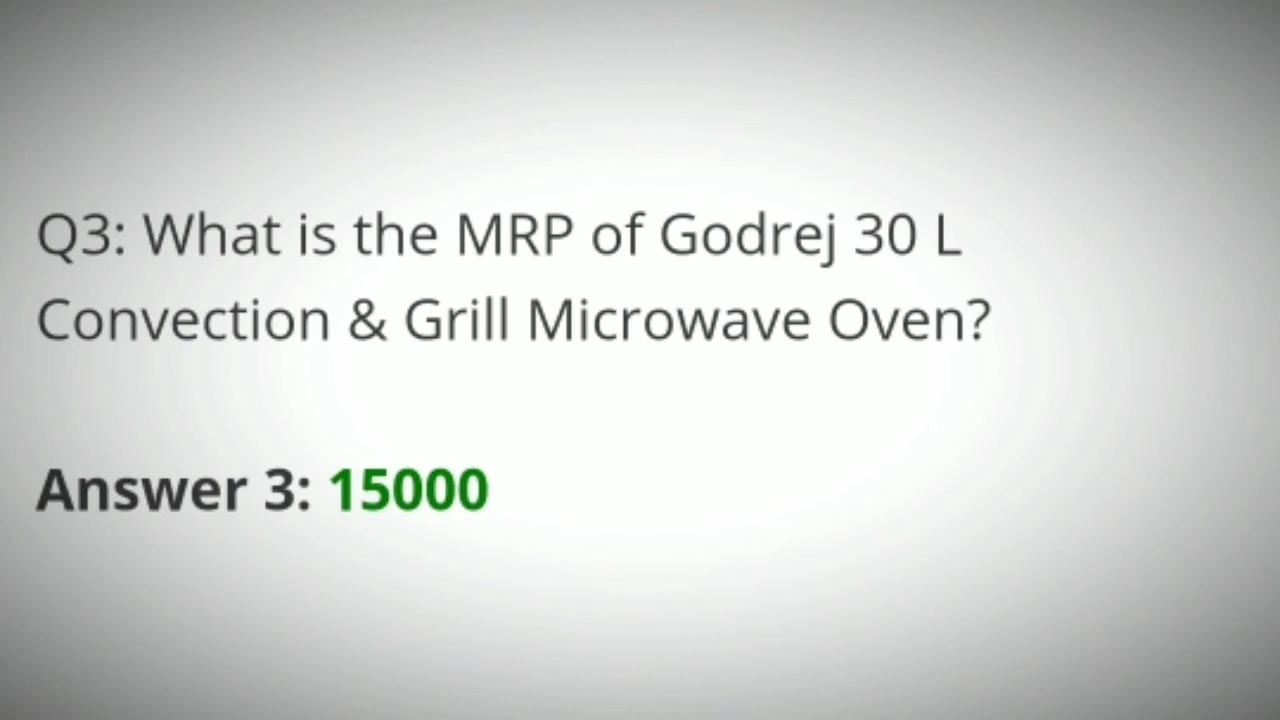 Q3: What is the MRP of Godrej 30 L
Convection & Grill Microwave Oven?
Answer 3: 15000